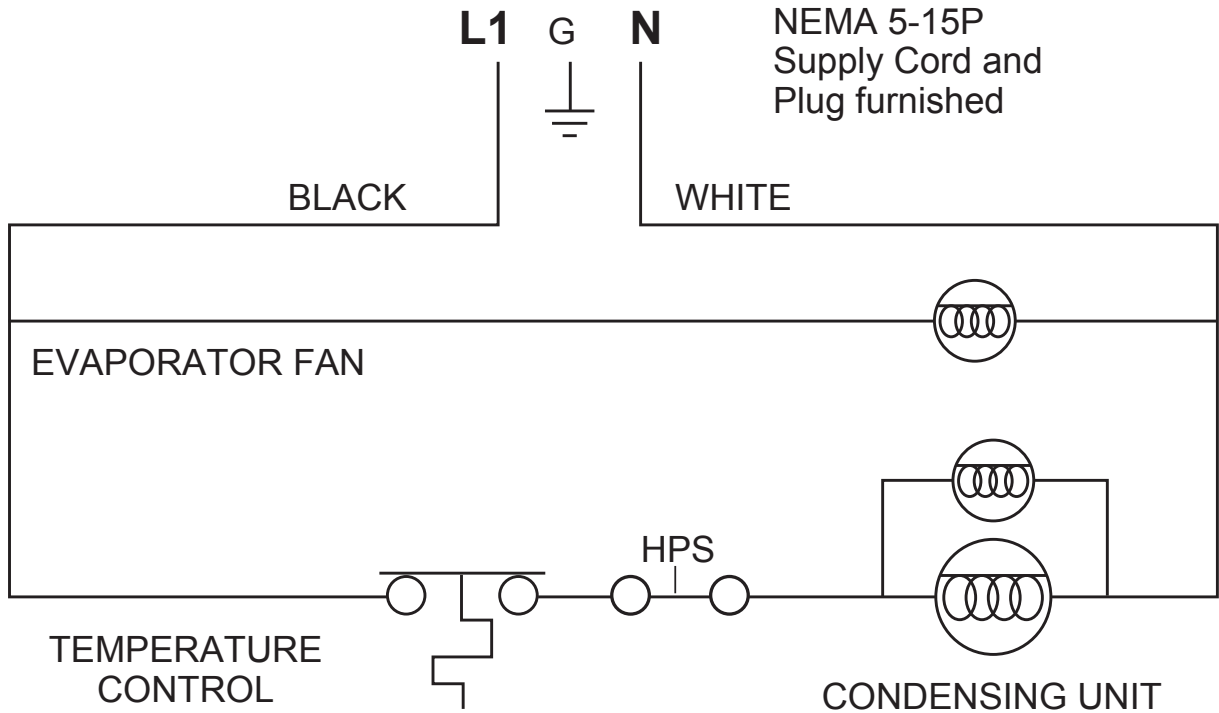 L1 G N
NEMA 5-15P
Supply Cord and
Plug furnished
BLACK
WHITE
EVAPORATOR FAN
HPS
TEMPERATURE
CONTROL
CONDENSING UNIT